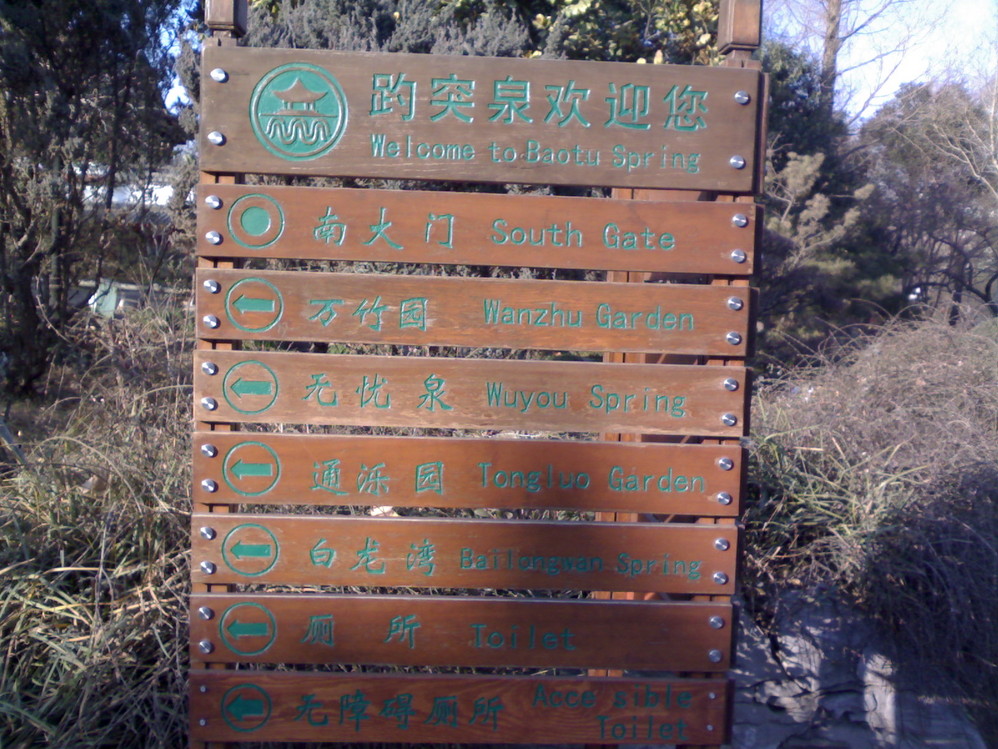 趵突泉欢迎您
Welcome to Baotu Spring
南大门 South Gate
万竹园 Wanzhu Garden
无忧泉 Wuyou Spring
通泺园 Tongluo Garden
白龙湾 Bailongwan Spring
厕所 Toilet
无障碍厕所 Acce sible
Toilet